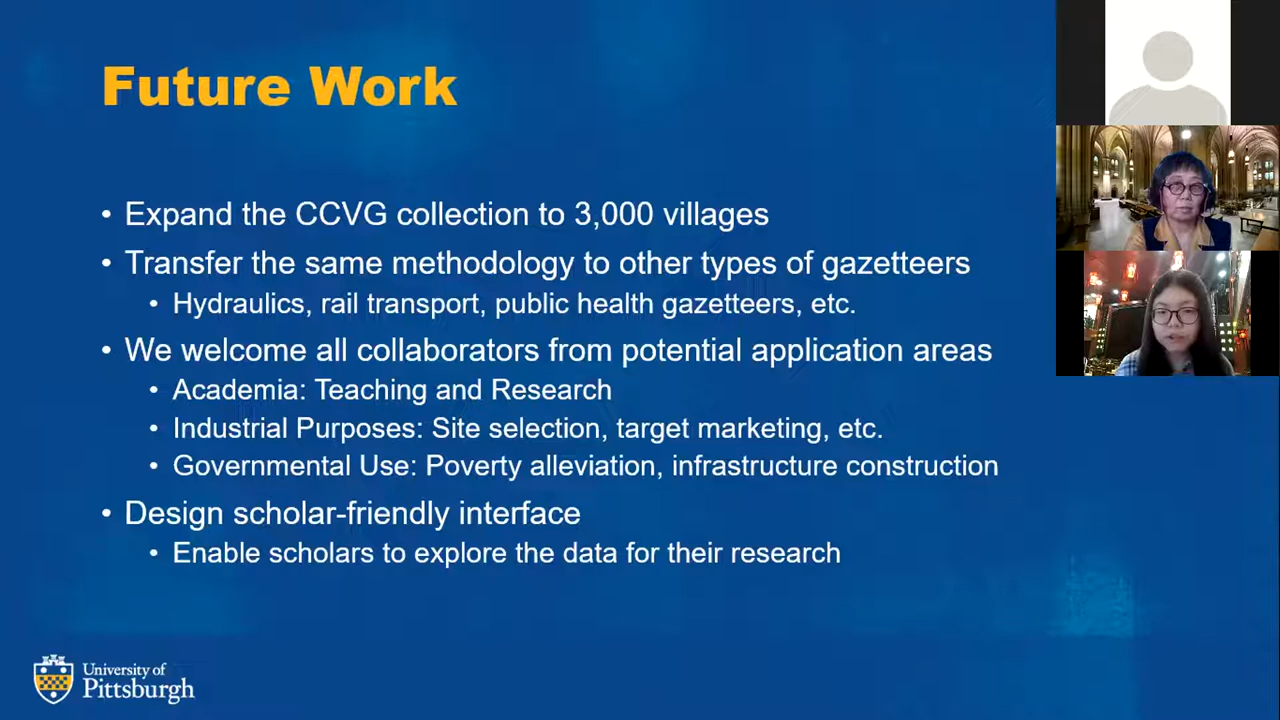 Future Work
• Expand the CCVG collection to 3,000 villages
• Transfer the same methodology to other types of gazetteers
• Hydraulics, rail transport, public health gazetteers, etc.
• We welcome all collaborators from potential application areas
• Academia: Teaching and Research
• Industrial Purposes: Site selection, target marketing, etc.
• Governmental Use: Poverty alleviation, infrastructure construction
• Design scholar-friendly interface
• Enable scholars to explore the data for their research
University of
Pittsburgh